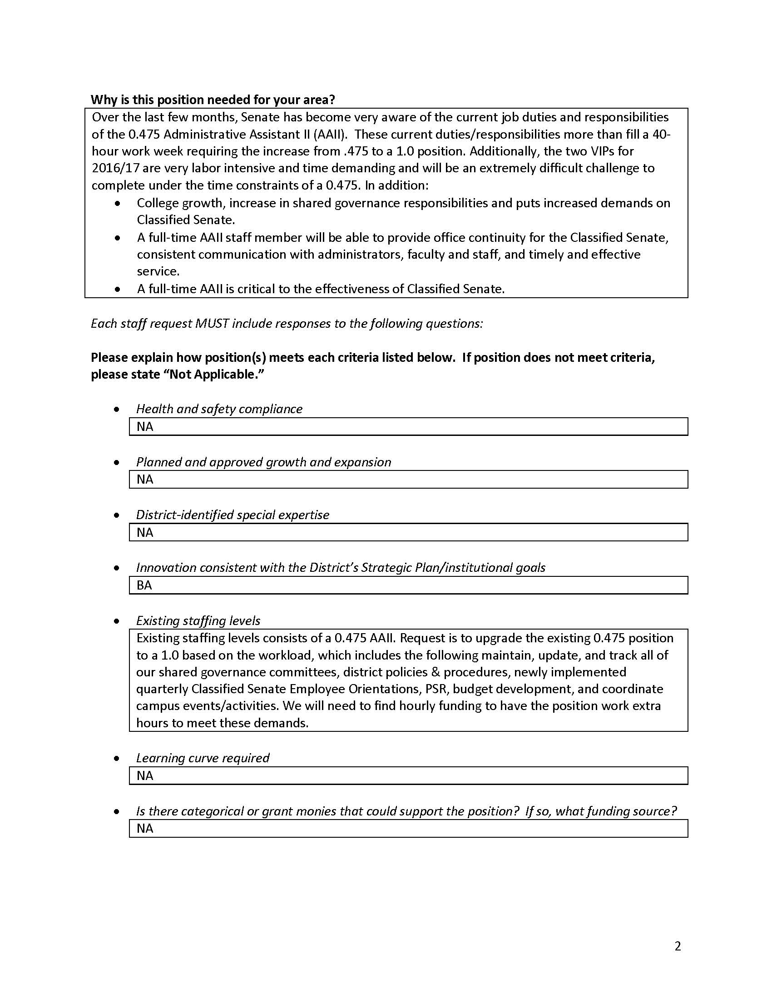 Why is this position needed for your area?
Over the last few months, Senate has become very aware of the current job duties and responsibilities
of the 0.475 Administrative Assistant II (AAII).  These current duties/responsibilities more than fill a 40-
hour work week requiring the increase from .475 to a 1.0 position. Additionally, the two VIPs for
2016/17 are very labor intensive and time demanding and will be an extremely difficult challenge to
complete under the time constraints of a 0.475. In addition:
• College growth, increase in shared governance responsibilities and puts increased demands on
Classified Senate.
• A full-time AAII staff member will be able to provide office continuity for the Classified Senate,
consistent communication with administrators, faculty and staff, and timely and effective
service.
• A full-time AAII is critical to the effectiveness of Classified Senate.
Each staff request MUST include responses to the following questions:
Please explain how position(s) meets each criteria listed below.  If position does not meet criteria,
please state “Not Applicable.”
• Health and safety compliance
NA
• Planned and approved growth and expansion
NA
• District-identified special expertise
NA
• Innovation consistent with the District’s Strategic Plan/institutional goals
BA
• Existing staffing levels
Existing staffing levels consists of a 0.475 AAII. Request is to upgrade the existing 0.475 position
to a 1.0 based on the workload, which includes the following maintain, update, and track all of
our shared governance committees, district policies & procedures, newly implemented
quarterly Classified Senate Employee Orientations, PSR, budget development, and coordinate
campus events/activities. We will need to find hourly funding to have the position work extra
hours to meet these demands.
• Learning curve required
NA
• Is there categorical or grant monies that could support the position?  If so, what funding source?
NA
2